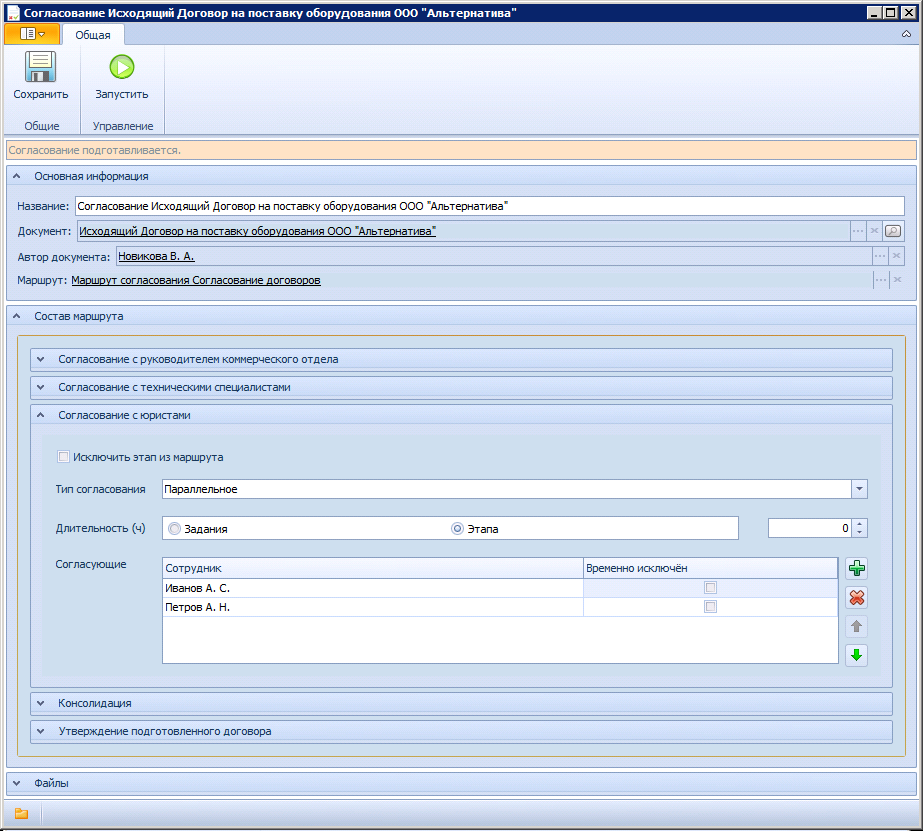 Согласование Исходящий Договор на поставку оборудования ООО "Альтернатива"
Общая
Сохранить Запустить
Общие Управление
Согласование подготавливается.
Основная информация
Название: Согласование Исходящий Договор на поставку оборудования ООО "Альтернатива"
Документ: Исходящий Договор на поставку оборудования ООО "Альтернатива"
Автор документа: Новикова В. А.
Маршрут: Маршрут согласования Согласование договоров
Состав маршрута
Согласование с руководителем коммерческого отдела
Согласование с техническими специалистами
Согласование с юристами
Исключить этап из маршрута
Тип согласования Параллельное
Длительность (ч) Задания Этапа 0
Согласующие Сотрудник Временно исключён
Иванов А. С.
Петров А. Н.
Консолидация
Утверждение подготовленного договора
Файлы